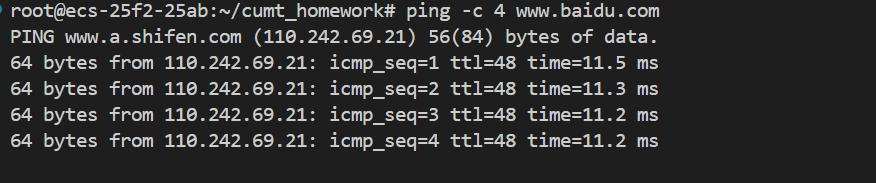 root@ecs-25f2-25ab:~/cumt_homework# ping -c 4 www.baidu.com
PING www.a.shifen.com (110.242.69.21) 56(84) bytes of data.
64 bytes from 110.242.69.21: icmp_seq=1 ttl=48 time=11.5 ms
64 bytes from 110.242.69.21: icmp_seq=2 ttl=48 time=11.3 ms
64 bytes from 110.242.69.21: icmp_seq=3 ttl=48 time=11.2 ms
64 bytes from 110.242.69.21: icmp_seq=4 ttl=48 time=11.2 ms